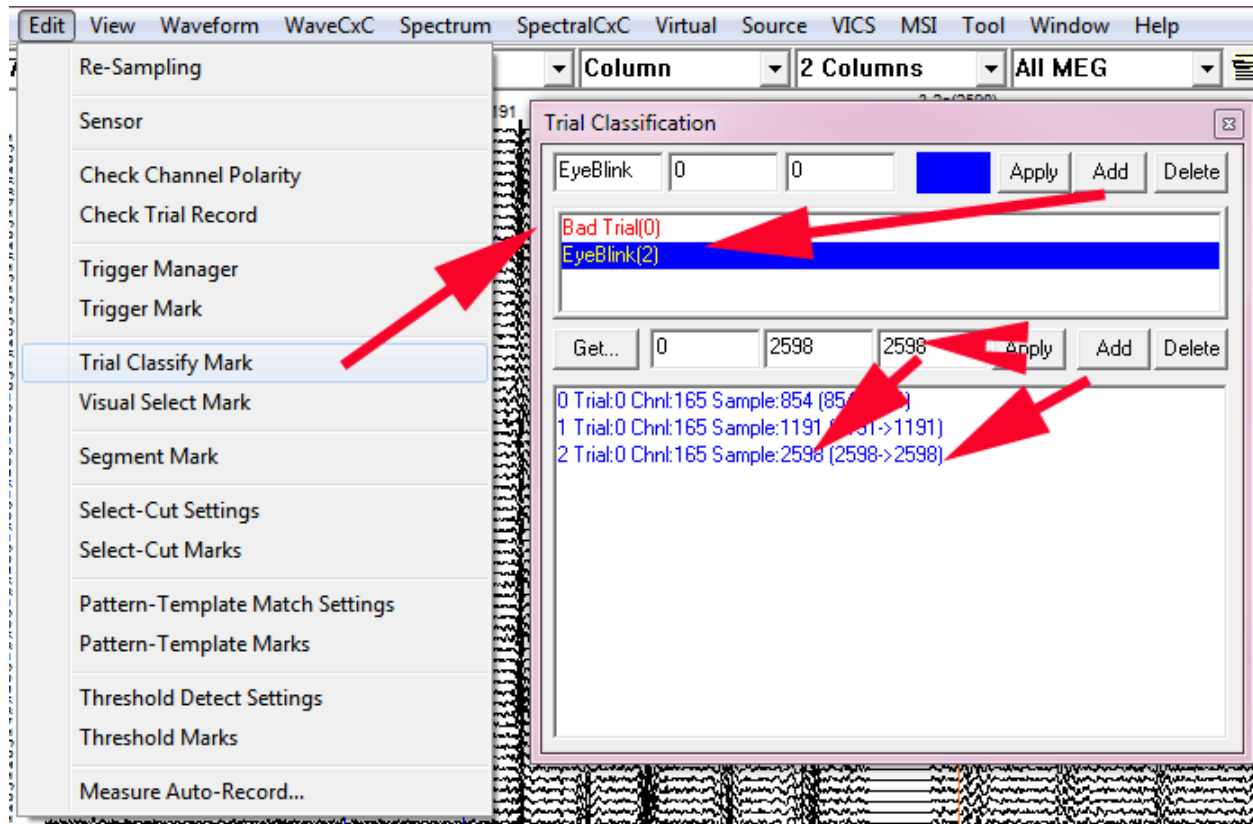 Edit View Waveform WaveCxC Spectrum SpectralCxC Virtual Source VICS MSI Tool Window Help
Column 2 Columns All MEG
191
Re-Sampling
Sensor
Check Channel Polarity
Check Trial Record
Trigger Manager
Trigger Mark
Trial Classify Mark
Visual Select Mark
Segment Mark
Select-Cut Settings
Select-Cut Marks
Pattern-Template Match Settings
Pattern-Template Marks
Threshold Detect Settings
Threshold Marks
Measure Auto-Record...
Trial Classification
EyeBlink 0 0 Apply Add Delete
Bad Trial(0)
EyeBlink(2)
Get... 0 2598 2598 Apply Add Delete
0 Trial:0 Chnl:165 Sample:854
1 Trial:0 Chnl:165 Sample:1191 >1191)
2 Trial:0 Chnl:165 Sample:2598 (2598->2598)